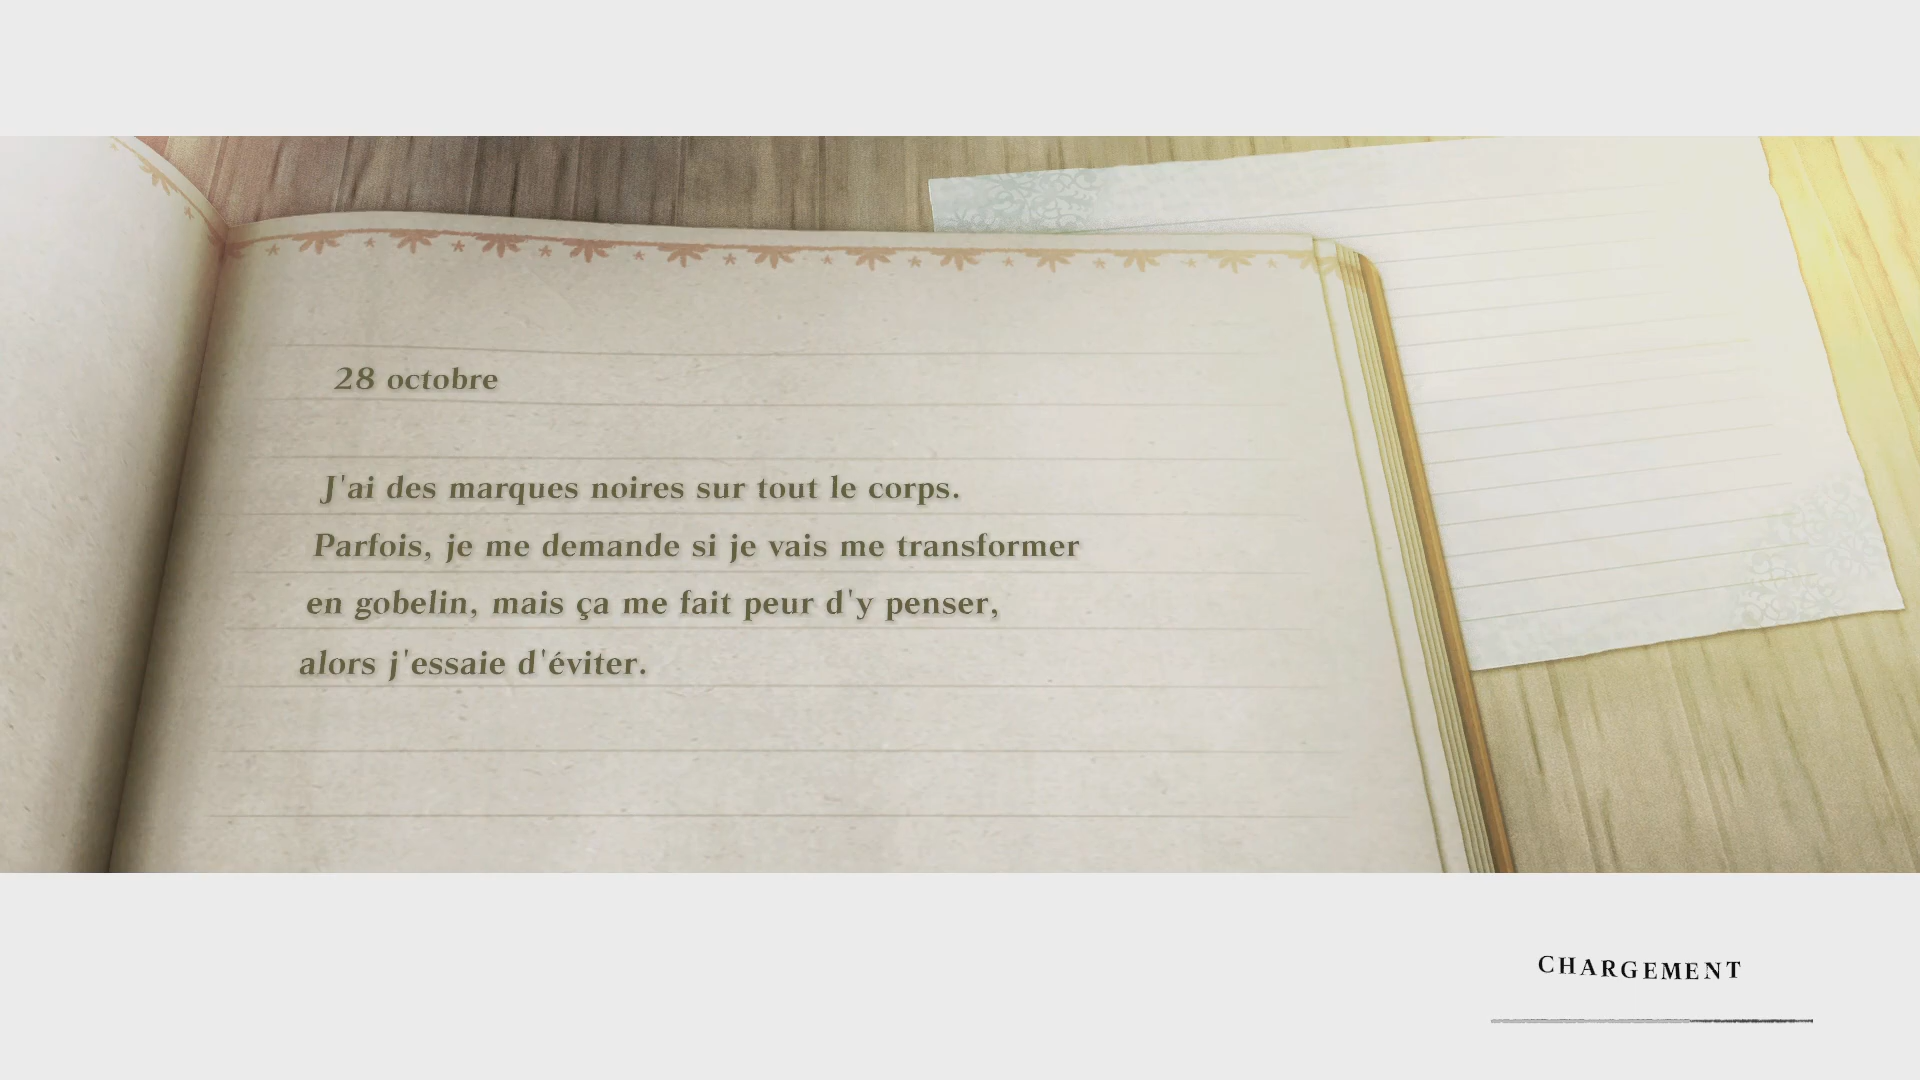 28 octobre
J'ai des marques noires sur tout le corps.
Parfois, je me demande si je vais me transformer
en gobelin, mais ça me fait peur d'y penser,
alors j'essaie d'éviter.
CHARGEMENT